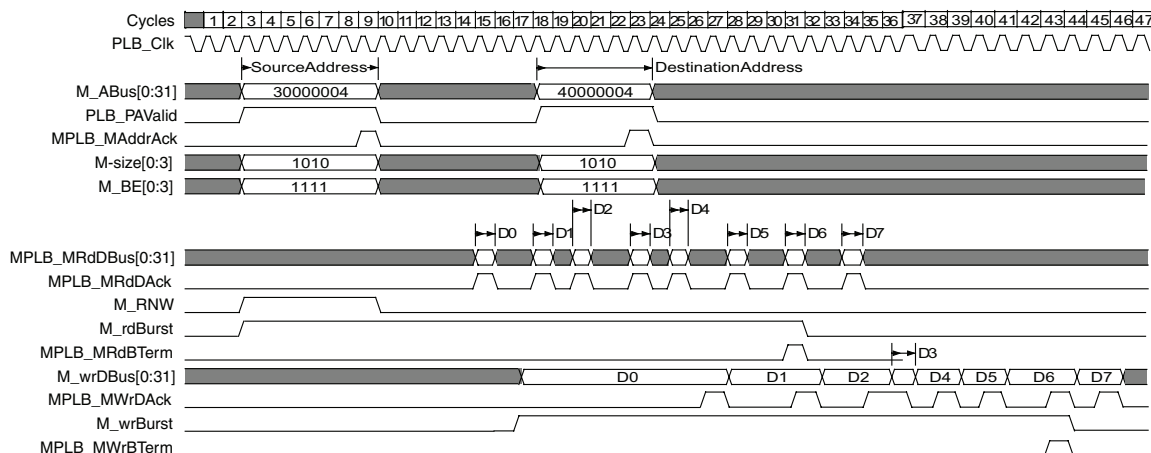 Cycles 1 2 3 4 5 6 7 8 9 10 11 12 13 14 15 16 17 18 19 20 21 22 23 24 25 26 27 28 29 30 31 32 33 34 35 36 37 38 39 40 41 42 43 44 45 46 47
PLB_Clk
SourceAddress DestinationAddress
M_ABus[0:31] 30000004 40000004
PLB_PAValid
MPLB_MAddrAck
M-size[0:3] 1010 1010
M_BE[0:3] 1111 1111
D2 D4
D0 D1 D3 D5 D6 D7
MPLB_MRdDBus[0:31]
MPLB_MRdDAck
M_RNW
M_rdBurst
MPLB_MRdBTerm D3
M_wrDBus[0:31] D0 D1 D2 D4 D5 D6 D7
MPLB_MWrDAck
M_wrBurst
MPLB_MWrBTerm